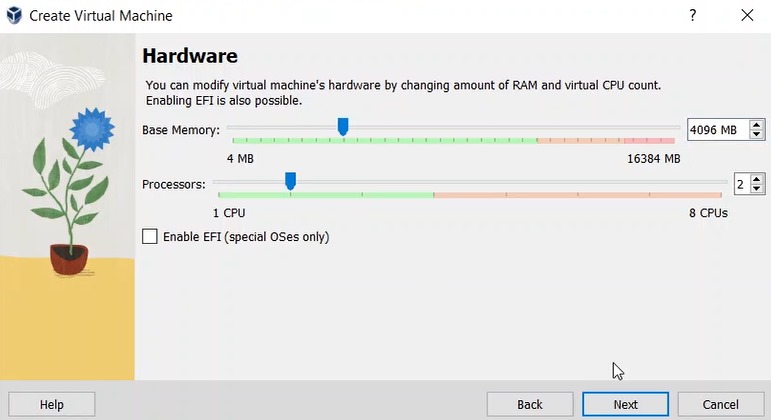 Create Virtual Machine
?
Hardware
You can modify virtual machine's hardware by changing amount of RAM and virtual CPU count.
Enabling EFI is also possible.
Base Memory:
4096 MB
4 MB
16384 MB
Processors:
2
1 CPU
8 CPUs
Enable EFI (special OSes only)
Help
Back
Next
Cancel